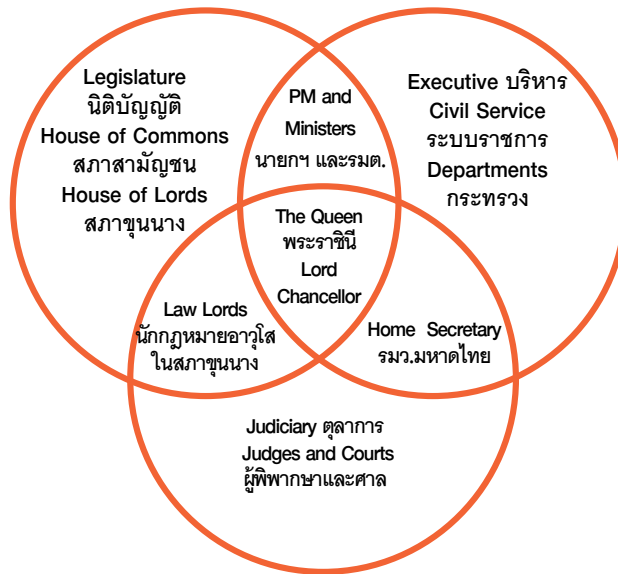 Legislature
นิติบัญญัติ
House of Commons
สภาสามัญชน
House of Lords
สภาขุนนาง
PM and
Ministers
นายกฯ และรมต.
Executive บริหาร
Civil Service
ระบบราชการ
Departments
กระทรวง
The Queen
พระราชินี
Lord
Chancellor
Law Lords
นักกฎหมายอาวุโส
ในสภาขุนนาง
Home Secretary
รมว.มหาดไทย
Judiciary ตุลาการ
Judges and Courts
ผู้พิพากษาและศาล